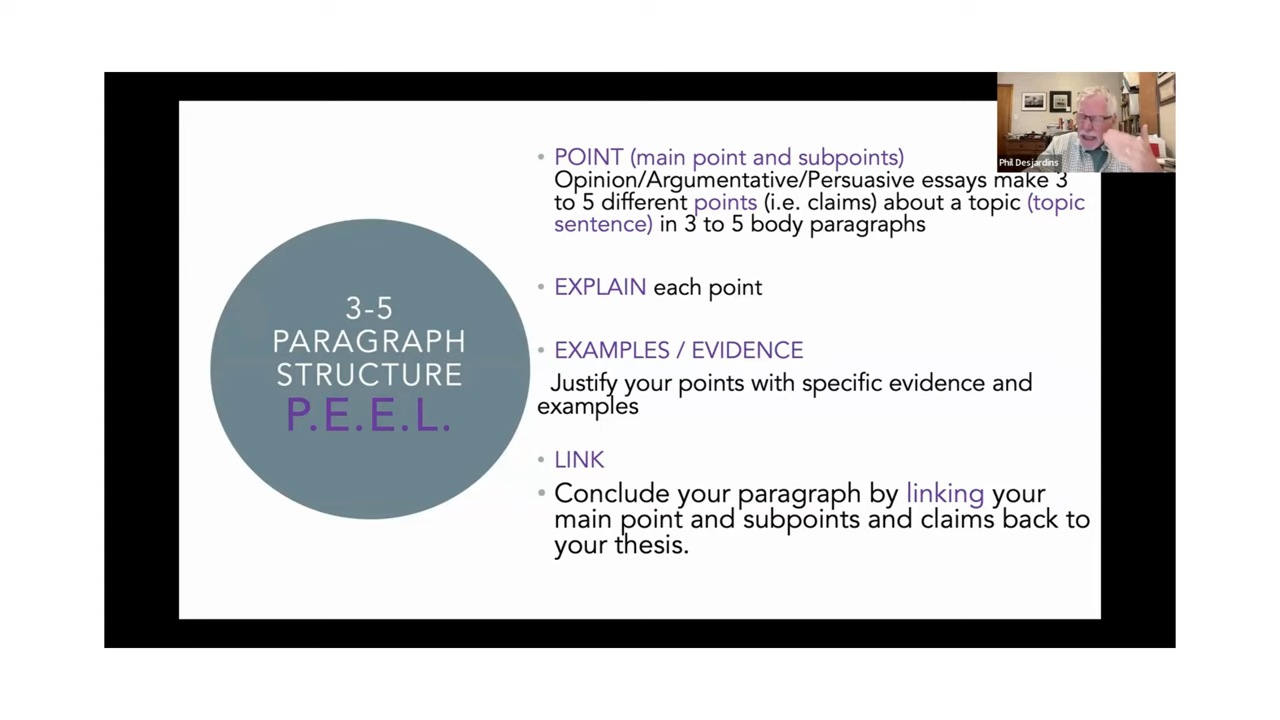 3-5
PARAGRAPH
STRUCTURE
P.E.E.L.
• POINT (main point and subpoints)
Opinion/Argumentative/Persuasive essays make 3
to 5 different points (i.e. claims) about a topic (topic
sentence) in 3 to 5 body paragraphs
• EXPLAIN each point
• EXAMPLES / EVIDENCE
Justify your points with specific evidence and
examples
• LINK
• Conclude your paragraph by linking your
main point and subpoints and claims back to
your thesis.
Phil Desjardins